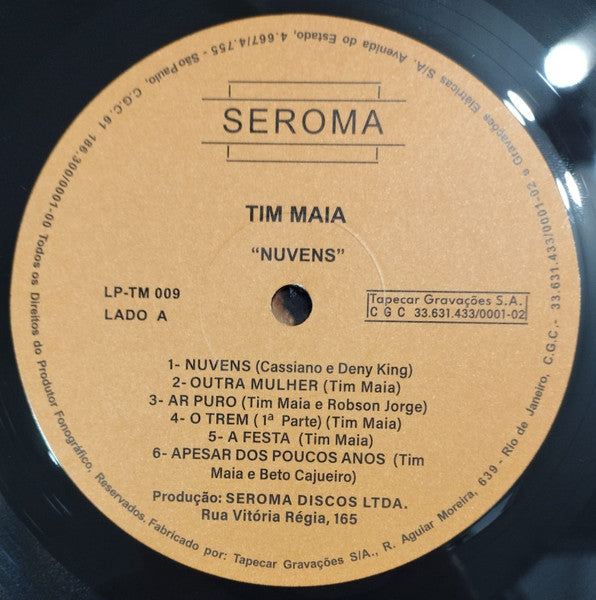 SEROMA
TIM MAIA
“NUVENS”
LP-TM 009
LADO A
Tapecar Gravações S.A.
C G C 33.631.433/0001-02
1- NUVENS (Cassiano e Deny King)
2- OUTRA MULHER (Tim Maia)
3- AR PURO (Tim Maia e Robson Jorge)
4- O TREM ( 1ª Parte) (Tim Maia)
5- A FESTA (Tim Maia)
6- APESAR DOS POUCOS ANOS (Tim
Maia e Beto Cajueiro)
Produção: SEROMA DISCOS LTDA.
Rua Vitória Régia, 165
Todos os Direitos do Produtor Fonográfico, Reservados. Fabricado por: Tapecar Gravações S/A., R. Aguiar Moreira, 639 - Rio de Janeiro, C.G.C.- 33.631.433/0001-02 e Gravações Elétricas S/A. Avenida do Estado, 4.667/4.755 - São Paulo, C.G.C. 61 186.300/0001-00